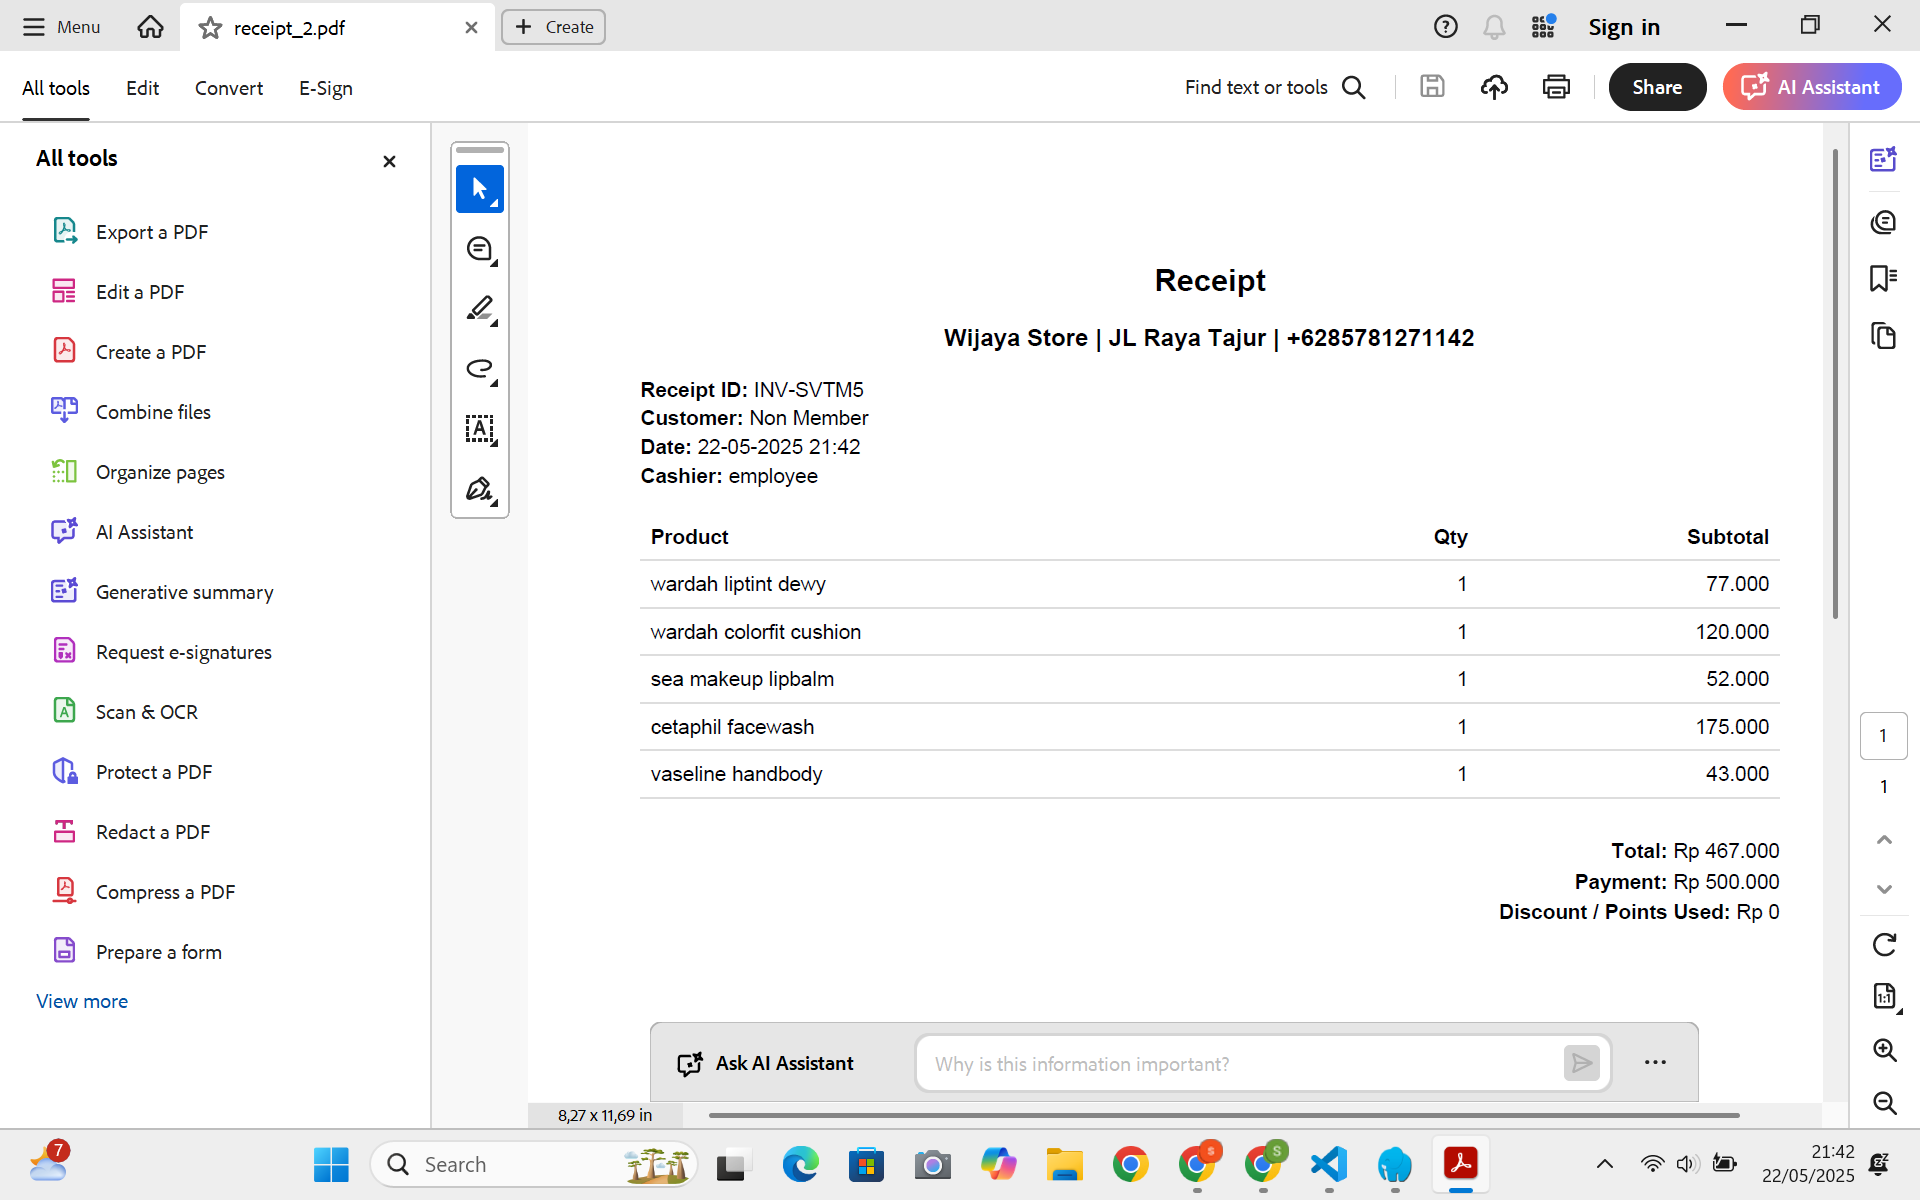 Menu
receipt_2.pdf
Create
Sign in
All tools
Edit
Convert
E-Sign
Find text or tools
Share
AI Assistant
All tools
Export a PDF
Edit a PDF
Create a PDF
Combine files
Organize pages
AI Assistant
Generative summary
Request e-signatures
Scan & OCR
Protect a PDF
Redact a PDF
Compress a PDF
Prepare a form
View more
Receipt
Wijaya Store | JL Raya Tajur | +6285781271142
Receipt ID: INV-SVTM5
Customer: Non Member
Date: 22-05-2025 21:42
Cashier: employee
Product Qty Subtotal
wardah liptint dewy 1 77.000
wardah colorfit cushion 1 120.000
sea makeup lipbalm 1 52.000
cetaphil facewash 1 175.000
vaseline handbody 1 43.000
Total: Rp 467.000
Payment: Rp 500.000
Discount / Points Used: Rp 0
Ask AI Assistant
Why is this information important?
8,27 x 11,69 in
1
1
1:1
7
Search
S
S
21:42
22/05/2025